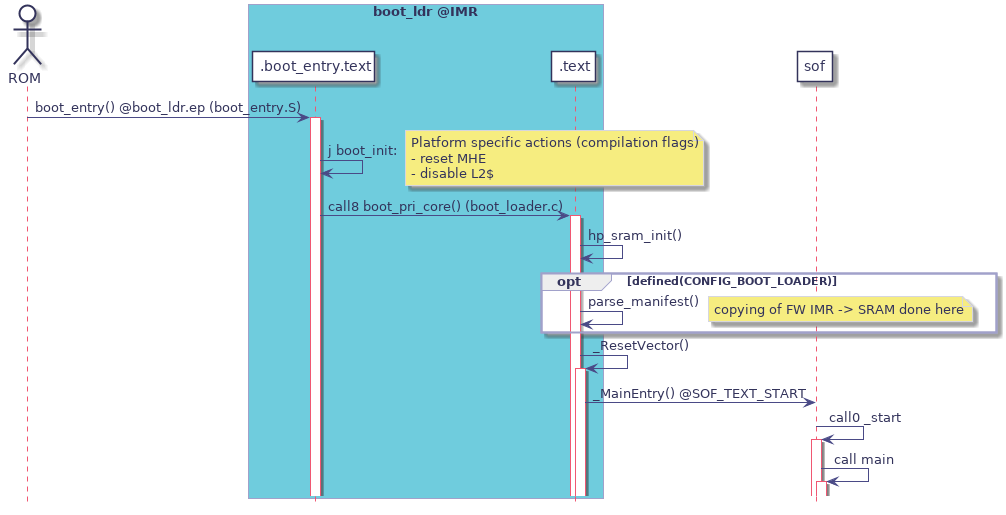 boot_ldr @IMR
ROM
.boot_entry.text
.text
sof
boot_entry() @boot_ldr.ep (boot_entry.S)
j boot_init:
Platform specific actions (compilation flags)
- reset MHE
- disable L2$
call8 boot_pri_core() (boot_loader.c)
hp_sram_init()
opt
[defined(CONFIG_BOOT_LOADER)]
parse_manifest()
copying of FW IMR -> SRAM done here
_ResetVector()
_MainEntry() @SOF_TEXT_START
call0 _start
call main